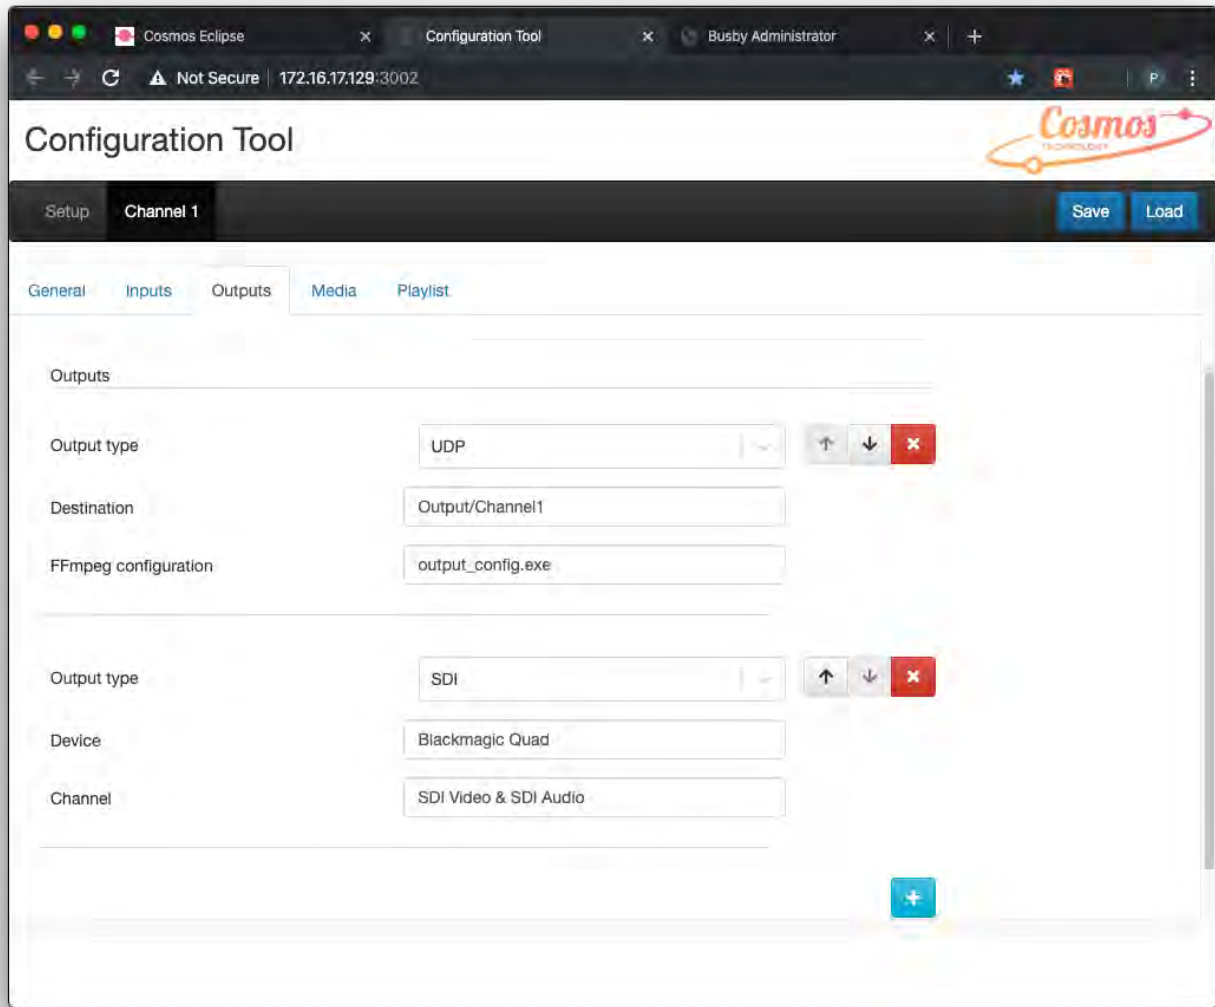 Cosmos Eclipse
Configuration Tool
Busby Administrator
Not Secure 172.16.17.129:3002
P
Configuration Tool
Cosmos
TECHNOLOGY
Setup Channel 1 Save Load
General Inputs Outputs Media Playlist
Outputs
Output type UDP
Destination Output/Channel1
FFmpeg configuration output_config.exe
Output type SDI
Device Blackmagic Quad
Channel SDI Video & SDI Audio